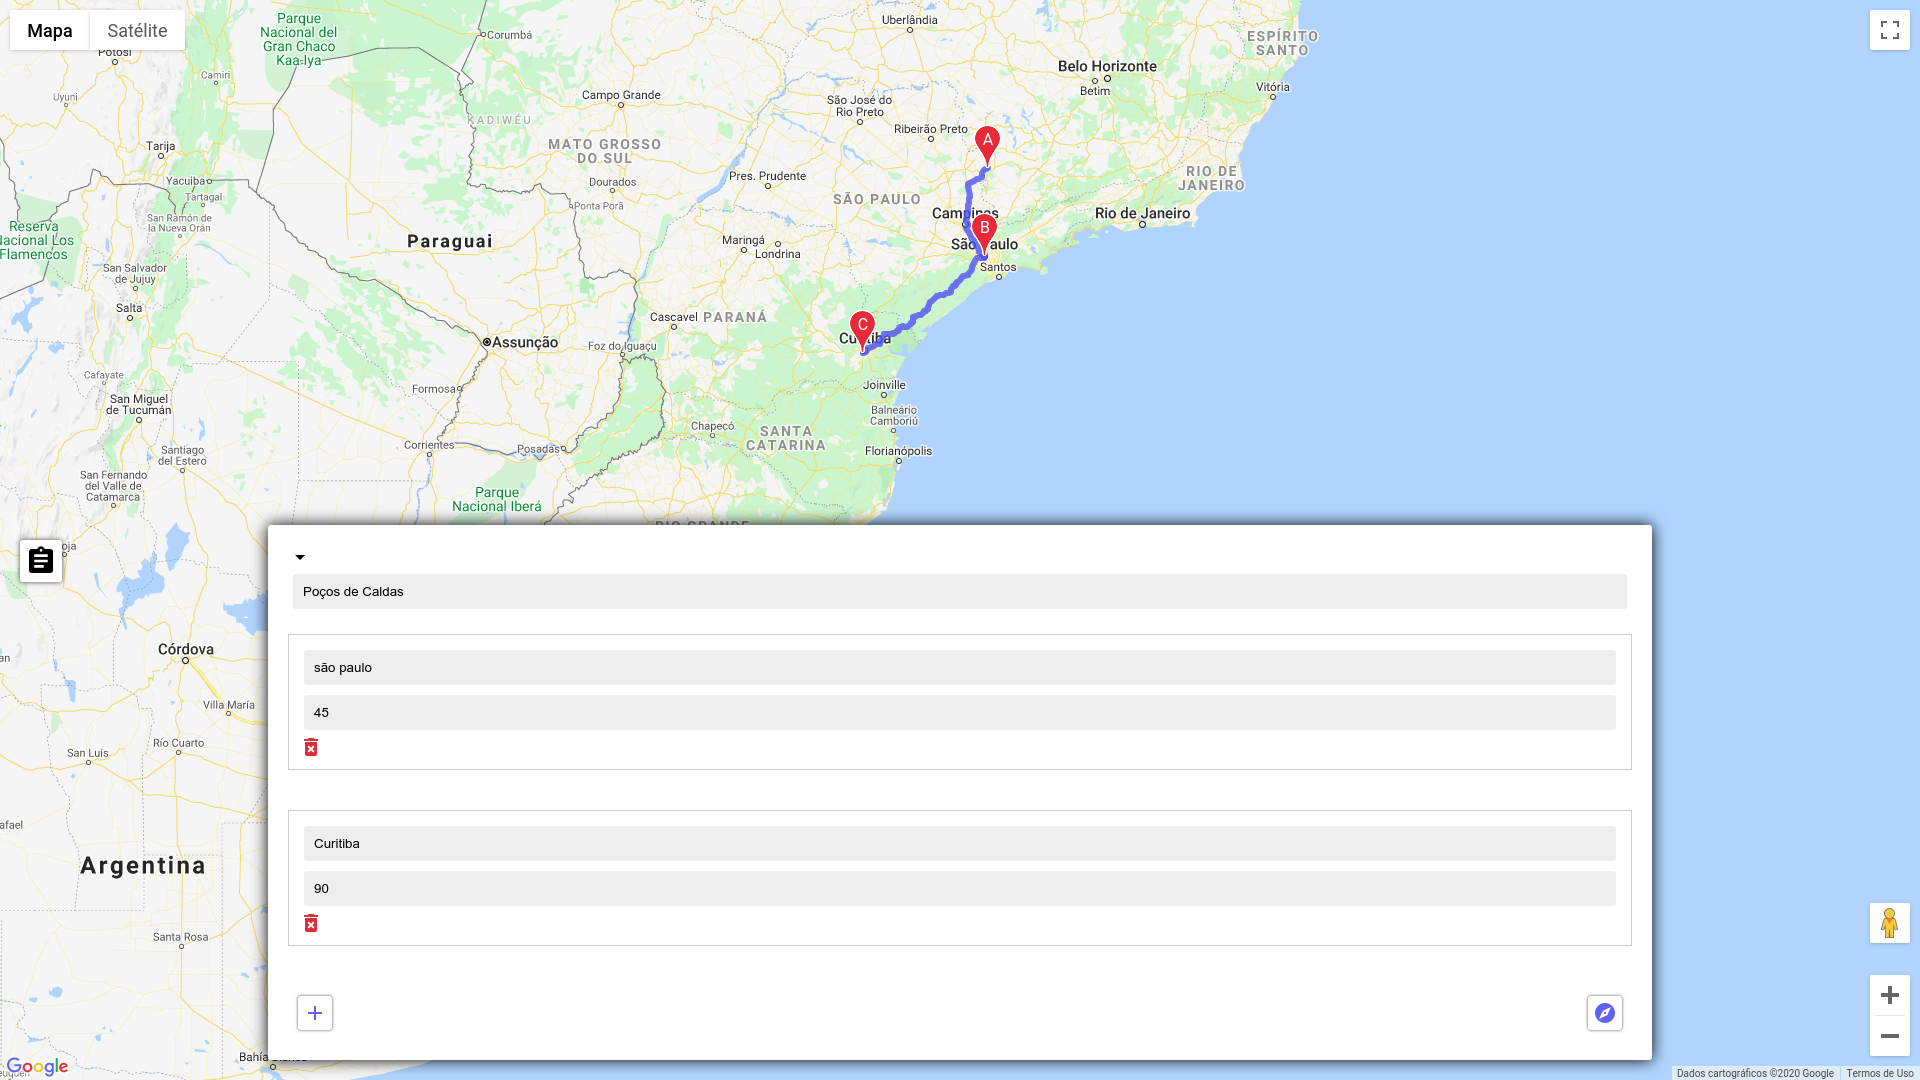 Mapa
Satélite
Parque
Nacional del
Gran Chaco
Kaa-Iya
Corumbá
Uberlândia
ESPÍRITO
SANTO
Potosí
Camiri
Uyuni
Campo Grande
São José do
Rio Preto
Belo Horizonte
Betim
Vitória
KADIWÉU
Ribeirão Preto
A
Tarija
MATO GROSSO
DO SUL
Yacuiba
Tartagal
Dourados
Pres. Prudente
RIO DE
JANEIRO
Ponta Porã
SÃO PAULO
San Ramón de
la Nueva Orán
Campinas
B
Rio de Janeiro
Reserva
Nacional Los
Flamencos
Paraguai
Maringá
Londrina
São Paulo
Santos
San Salvador
de Jujuy
Salta
Cascavel
PARANÁ
C
Curitiba
Assunção
Foz do Iguaçu
Cafayate
Formosa
Joinville
San Miguel
de Tucumán
Balneário
Camboriú
Chapecó
SANTA
CATARINA
Corrientes
Posadas
Florianópolis
Santiago
del Estero
San Fernando
del Valle de
Catamarca
Parque
Nacional Iberá
RIO GRANDE
oja
Poços de Caldas
são paulo
45
Córdova
an
Villa María
Río Cuarto
San Luis
afael
Curitiba
90
Argentina
Santa Rosa
Bahía Blanca
Google
euquen
Dados cartográficos ©2020 Google
Termos de Uso